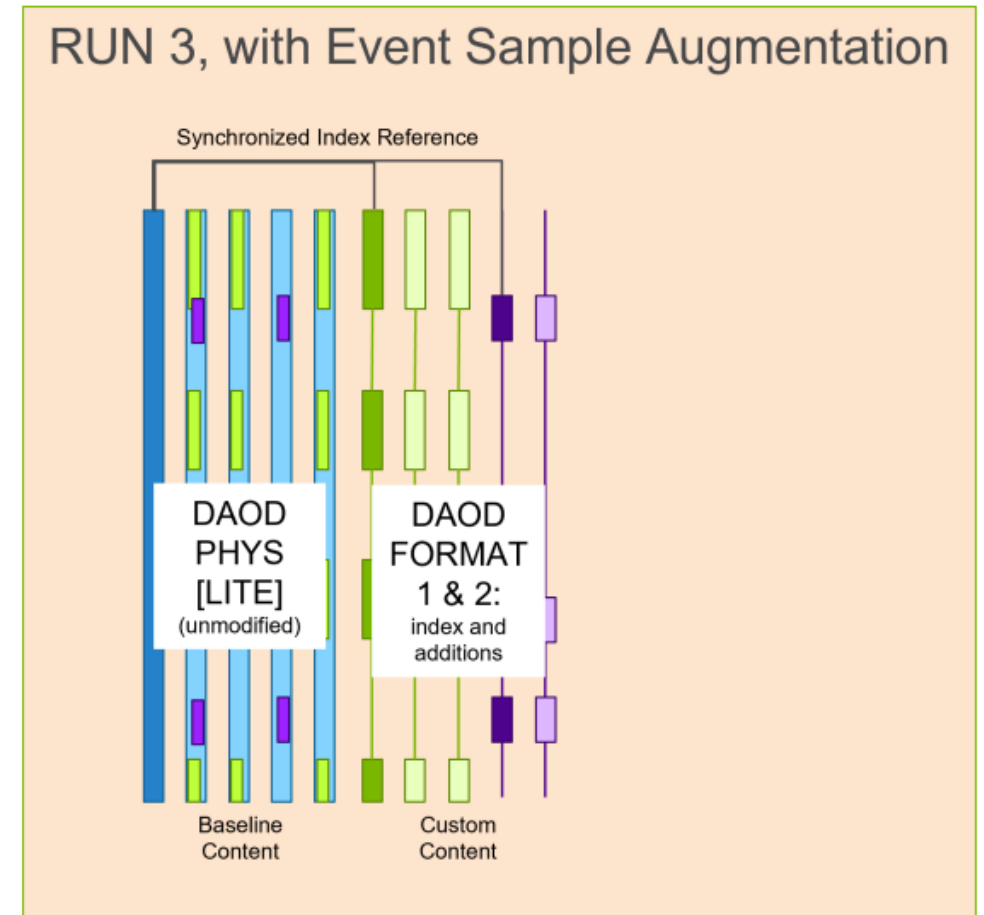 RUN 3, with Event Sample Augmentation
Synchronized Index Reference
DAOD
PHYS
[LITE]
(unmodified)
DAOD
FORMAT
1 & 2:
index and
additions
Baseline
Content
Custom
Content